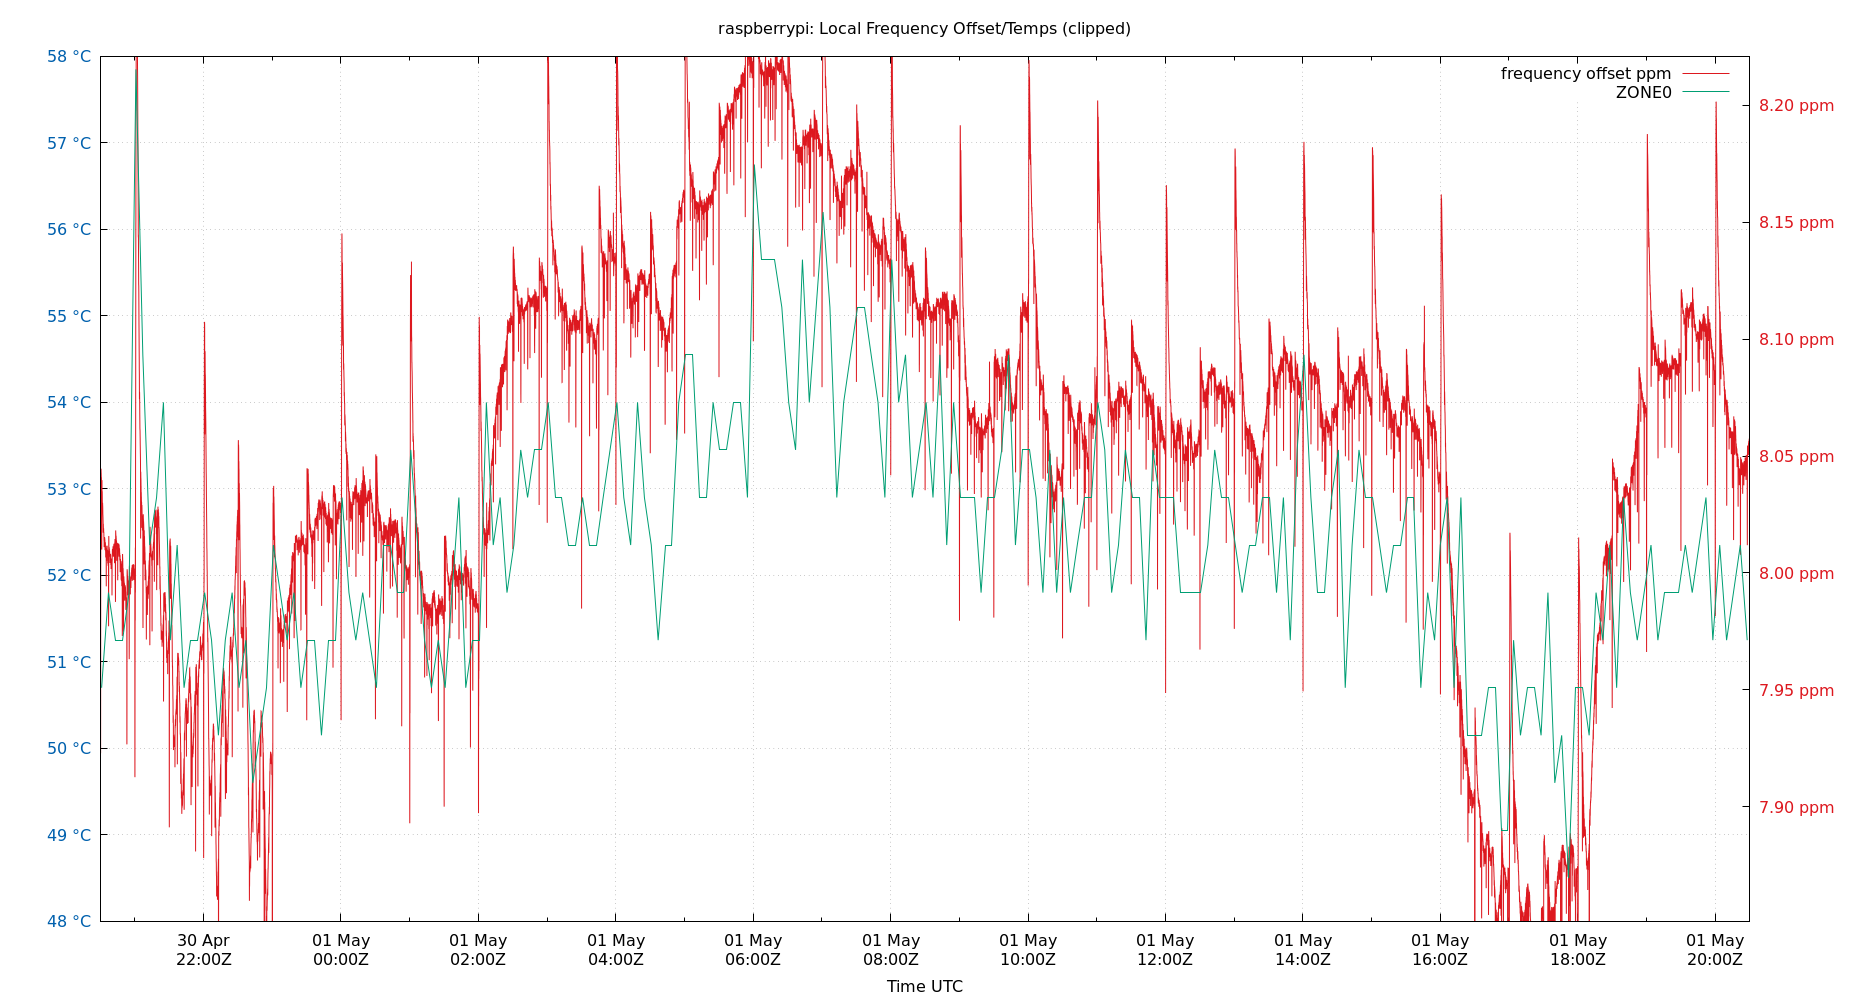 raspberrypi: Local Frequency Offset/Temps (clipped)
frequency offset ppm
ZONE0
58 °C
57 °C
56 °C
55 °C
54 °C
53 °C
52 °C
51 °C
50 °C
49 °C
48 °C
8.20 ppm
8.15 ppm
8.10 ppm
8.05 ppm
8.00 ppm
7.95 ppm
7.90 ppm
30 Apr
22:00Z
01 May
00:00Z
01 May
02:00Z
01 May
04:00Z
01 May
06:00Z
01 May
08:00Z
01 May
10:00Z
01 May
12:00Z
01 May
14:00Z
01 May
16:00Z
01 May
18:00Z
01 May
20:00Z
Time UTC